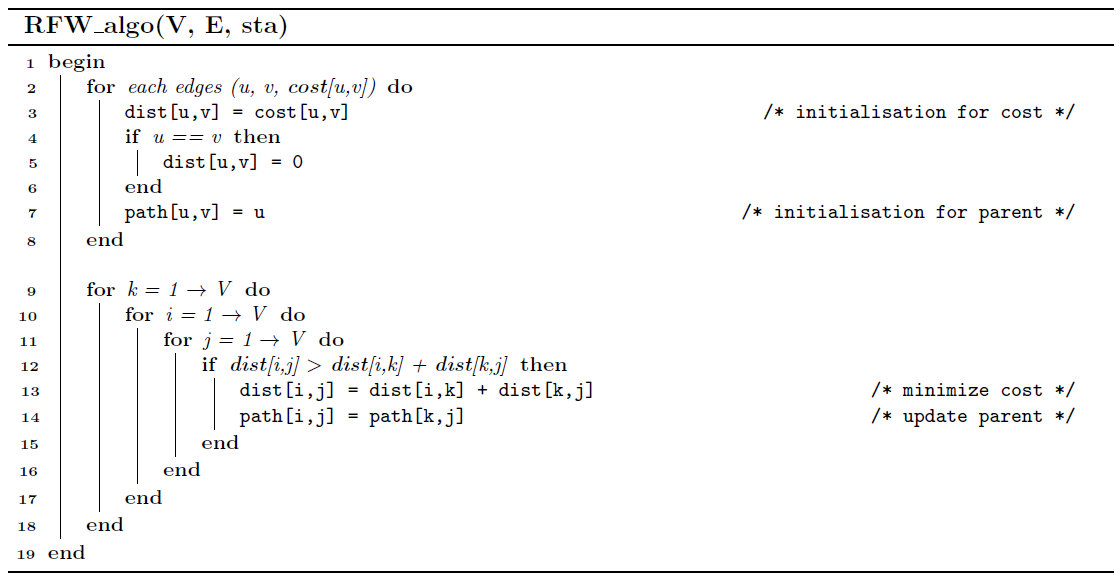 RFW_algo(V, E, sta)
1 begin
2 for each edges (u, v, cost[u,v]) do
3 dist[u,v] = cost[u,v] /* initialisation for cost */
4 if u == v then
5 dist[u,v] = 0
6 end
7 path[u,v] = u /* initialisation for parent */
8 end
9 for k = 1 → V do
10 for i = 1 → V do
11 for j = 1 → V do
12 if dist[i,j] > dist[i,k] + dist[k,j] then
13 dist[i,j] = dist[i,k] + dist[k,j] /* minimize cost */
14 path[i,j] = path[k,j] /* update parent */
15 end
16 end
17 end
18 end
19 end